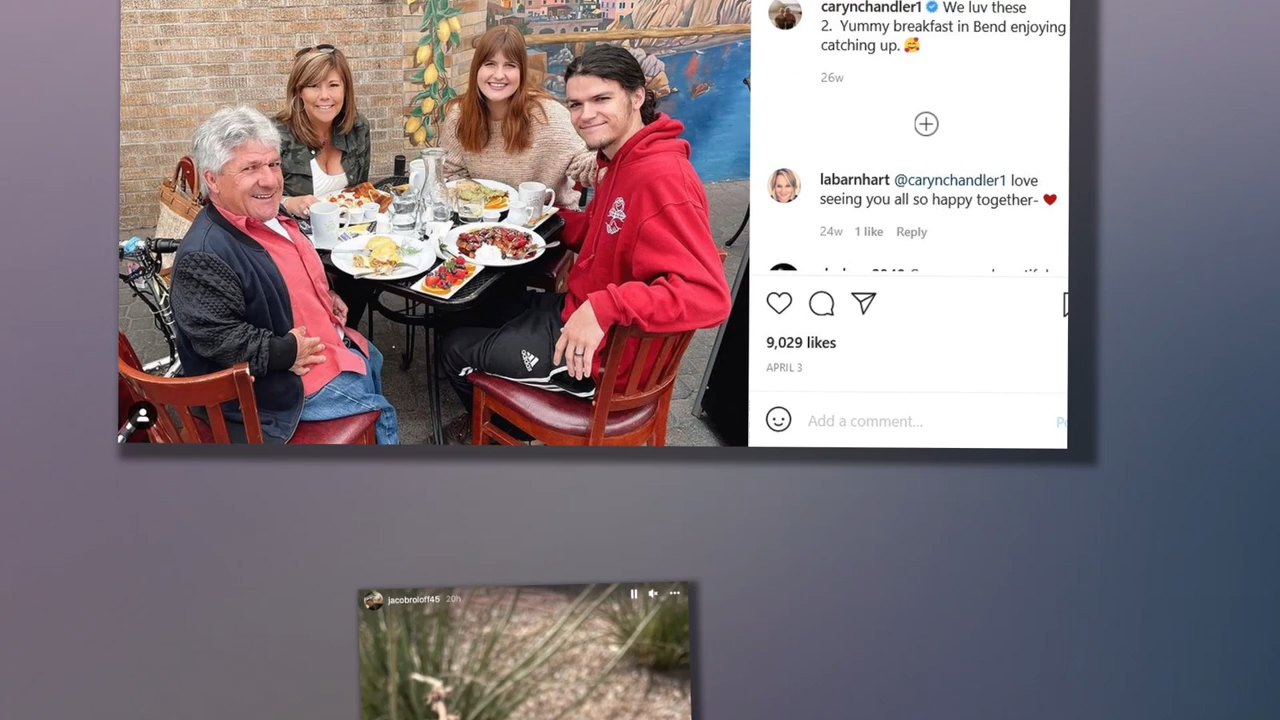 carynchandler1 We luv these
2. Yummy breakfast in Bend enjoying
catching up. 🥰
26w
labarnhart @carynchandler1 love
seeing you all so happy together- ❤
24w 1 like Reply
9,029 likes
APRIL 3
Add a comment...
jacobroloff45 20h